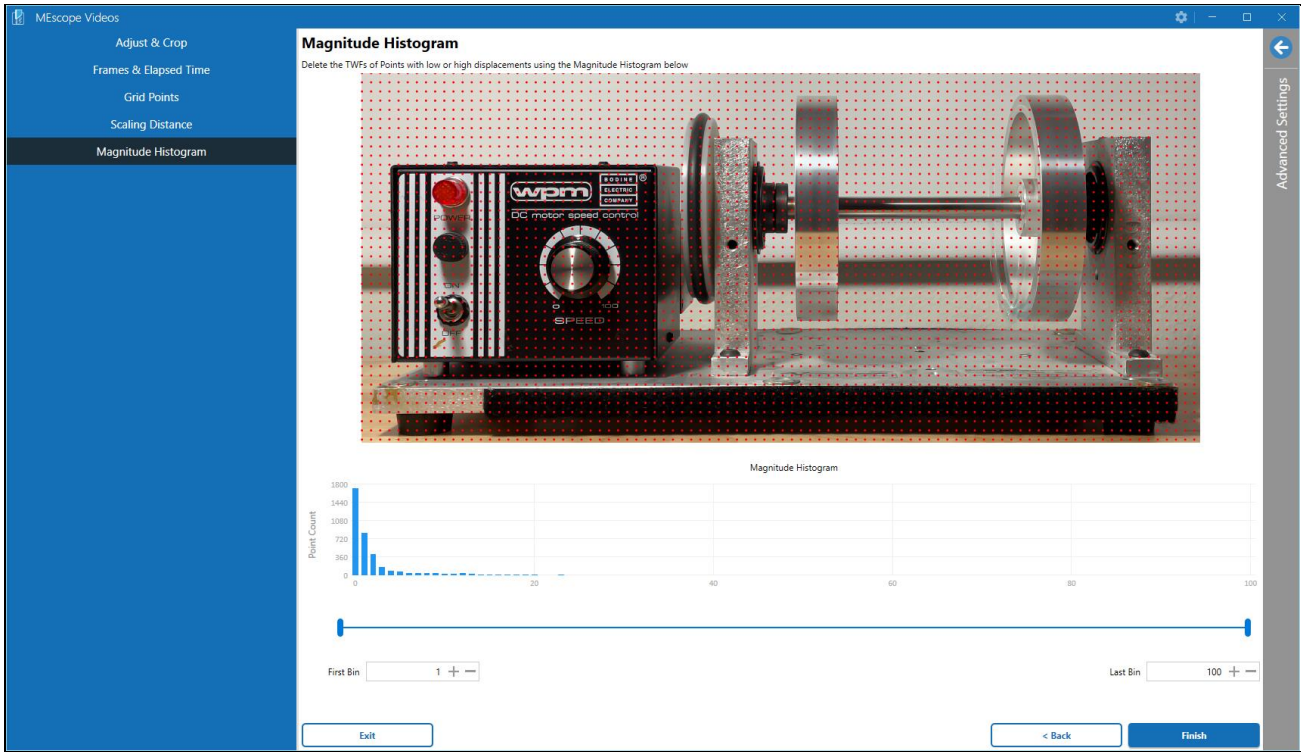 MEscope Videos
Adjust & Crop
Frames & Elapsed Time
Grid Points
Scaling Distance
Magnitude Histogram
Magnitude Histogram
Delete the TWFs of Points with low or high displacements using the Magnitude Histogram below
Advanced Settings
wpm
BODINE
ELECTRIC
COMPANY
®
DC motor speed control
POWER
ON
OFF
0 100
SPEED
Magnitude Histogram
Point Count
1800
1440
1080
720
360
0
0 20 40 60 80 100
First Bin 1
Last Bin 100
Exit
< Back
Finish